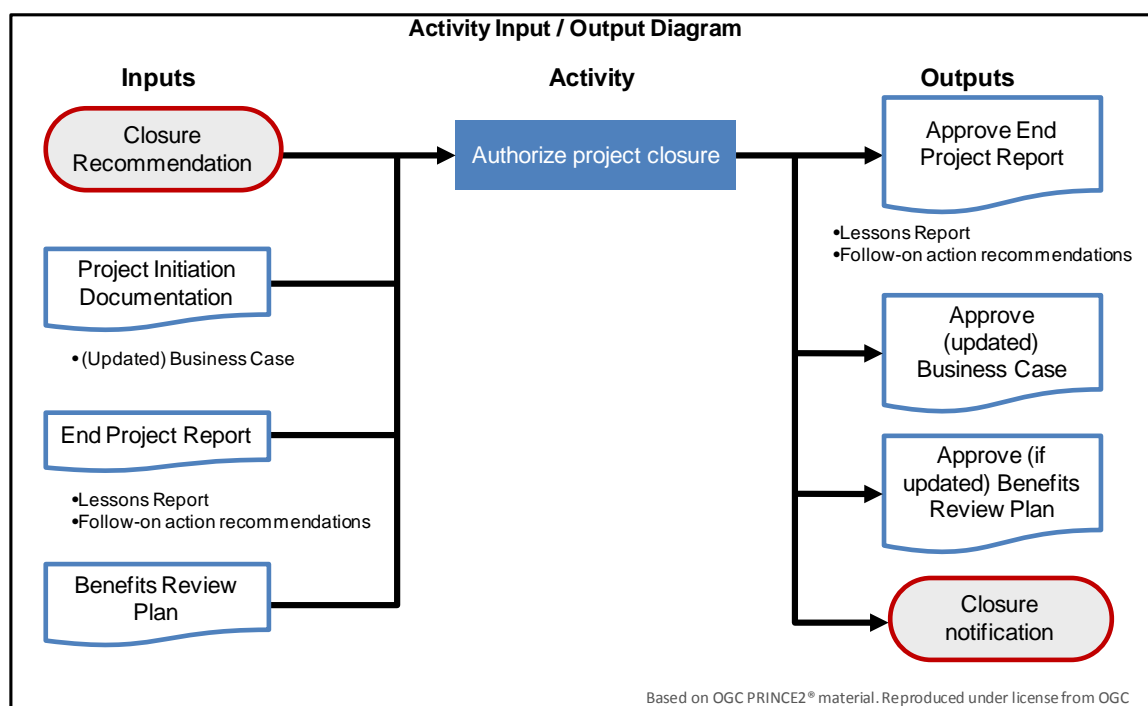 Activity Input / Output Diagram
Inputs
Activity
Outputs
Closure
Recommendation
Authorize project closure
Approve End
Project Report
•Lessons Report
•Follow-on action recommendations
Project Initiation
Documentation
•(Updated) Business Case
Approve
(updated)
Business Case
End Project Report
•Lessons Report
•Follow-on action recommendations
Approve (if
updated) Benefits
Review Plan
Benefits Review
Plan
Closure
notification
Based on OGC PRINCE2® material. Reproduced under license from OGC